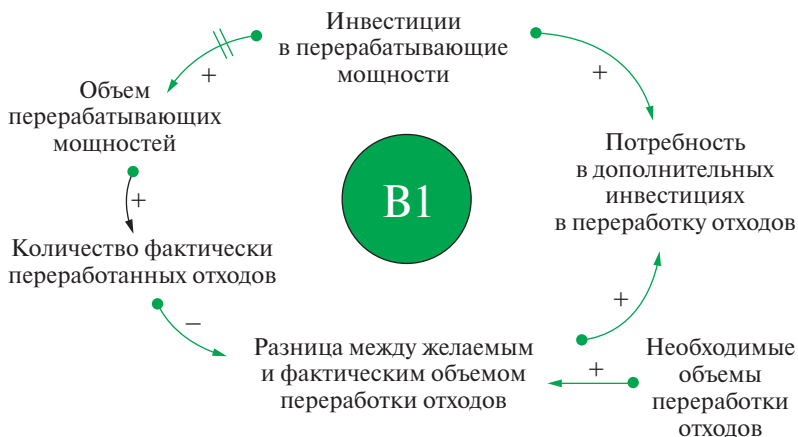 Инвестиции
в перерабатывающие
мощности
+
+
Объем
перерабатывающих
мощностей
Потребность
в дополнительных
инвестициях
в переработку отходов
В1
+
Количество фактически
переработанных отходов
+
−
Разница между желаемым
и фактическим объемом
переработки отходов
+
Необходимые
объемы
переработки
отходов